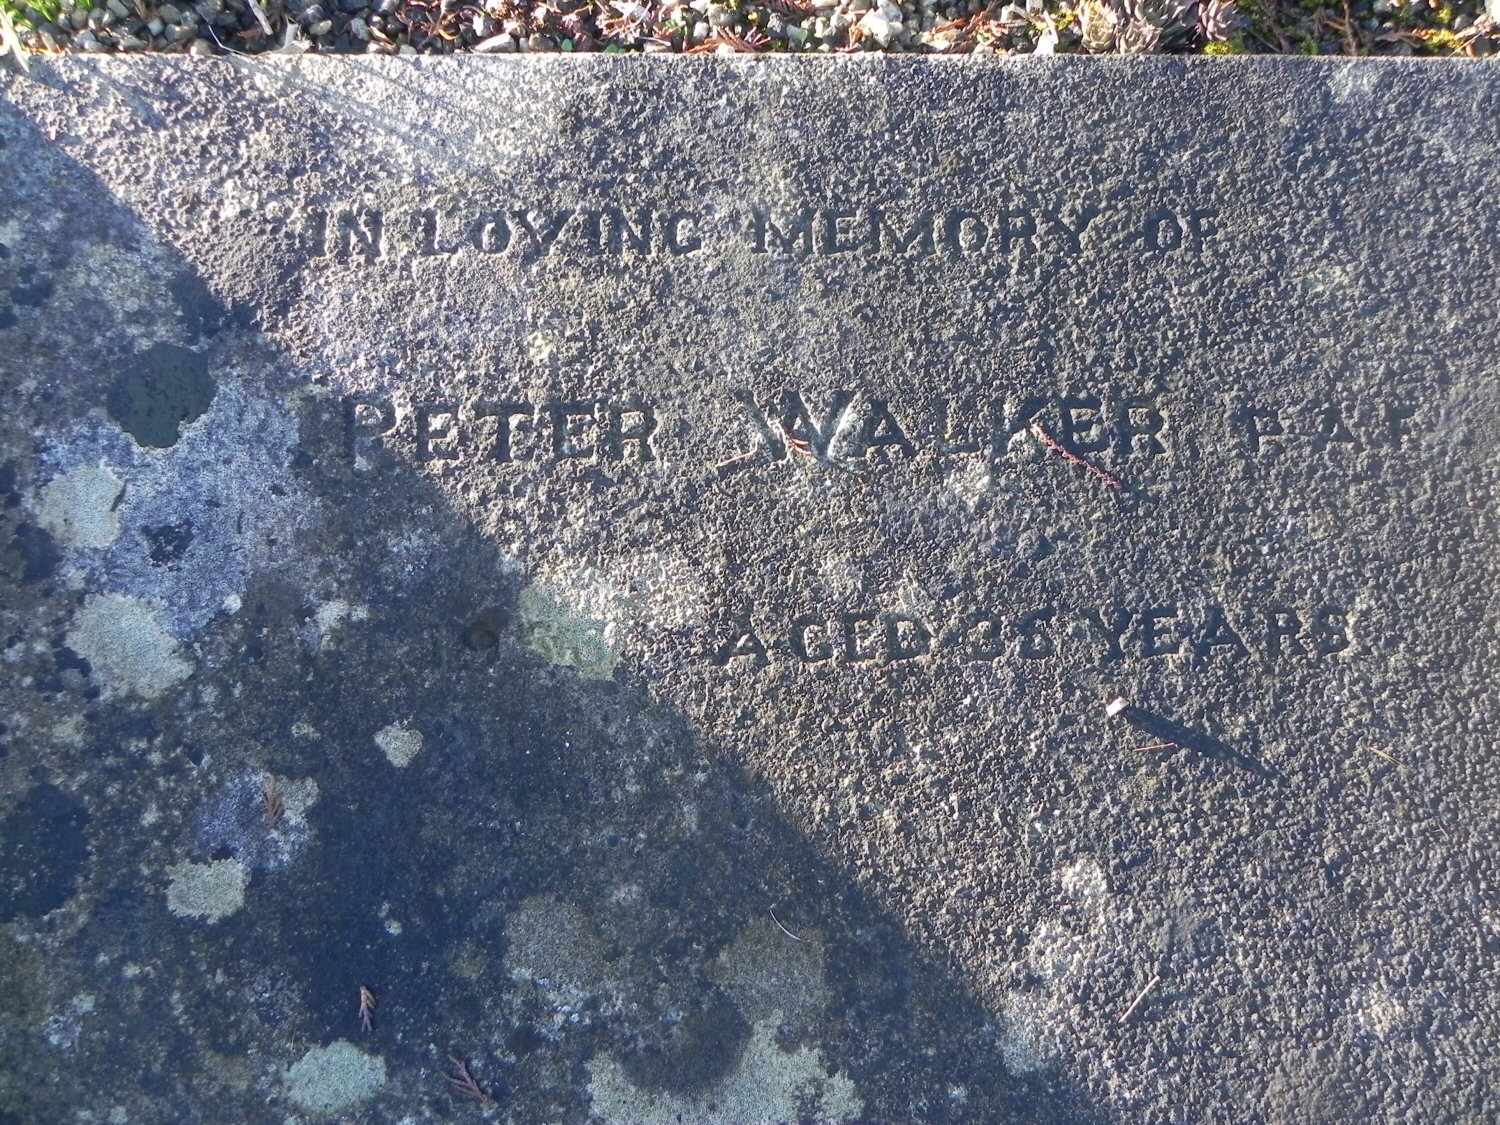 IN LOVING MEMORY OF
PETER WALKER
AGED YEARS